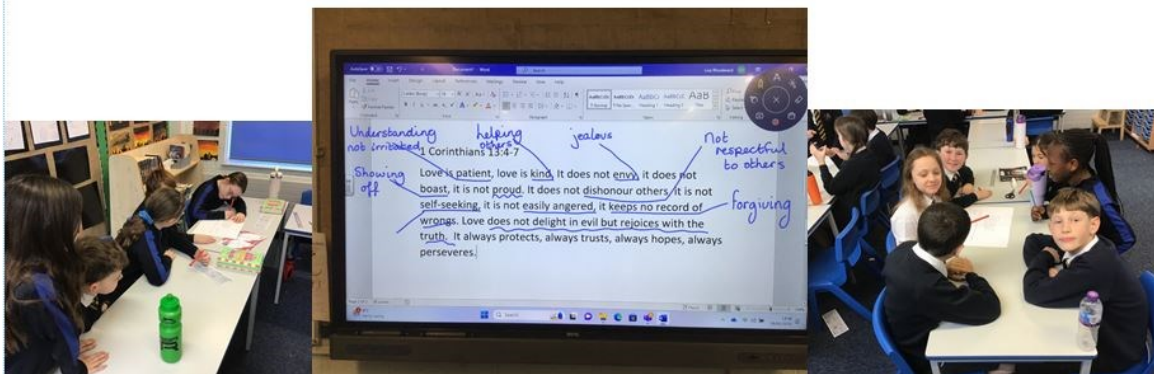 Understanding
not irritated
helping
others
jealous
Not
respectful
to others
1 Corinthians 13:4-7
Showing
off
Love is patient, love is kind. It does not envy, it does not
boast, it is not proud. It does not dishonour others, it is not
self-seeking, it is not easily angered, it keeps no record of
wrongs. Love does not delight in evil but rejoices with the
truth. It always protects, always trusts, always hopes, always
perseveres.
Forgiving
Search